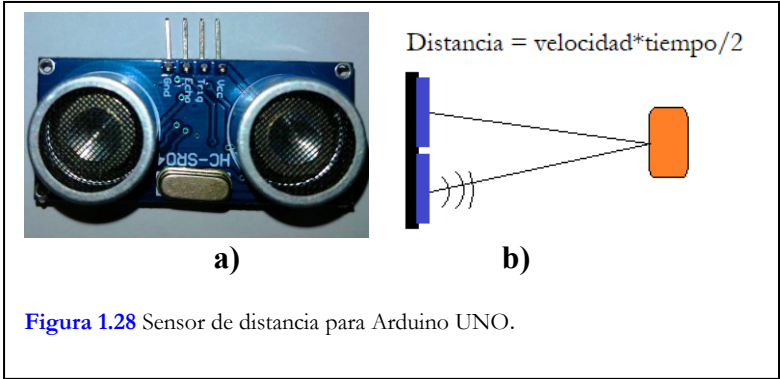 Distancia = velocidad*tiempo/2
Gnd
Echo
Trig
Vcc
HC-SR04
a)
b)
Figura 1.28 Sensor de distancia para Arduino UNO.